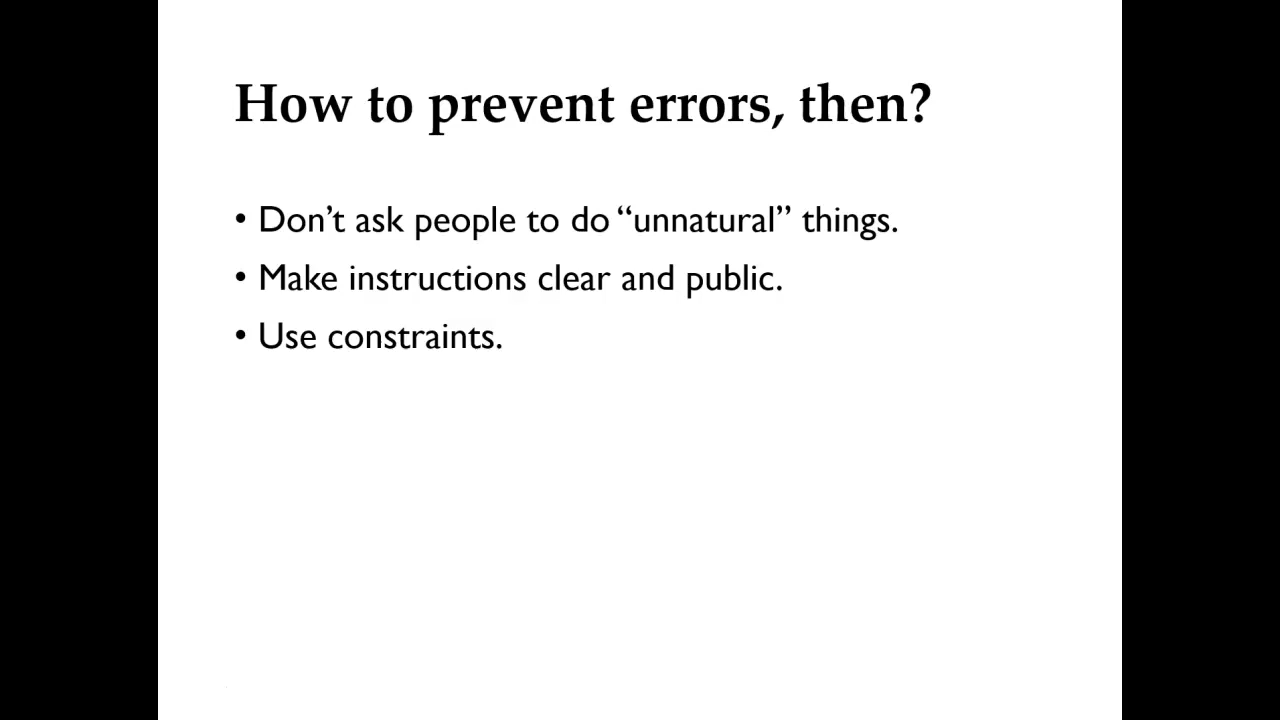 How to prevent errors, then?
• Don’t ask people to do “unnatural” things.
• Make instructions clear and public.
• Use constraints.